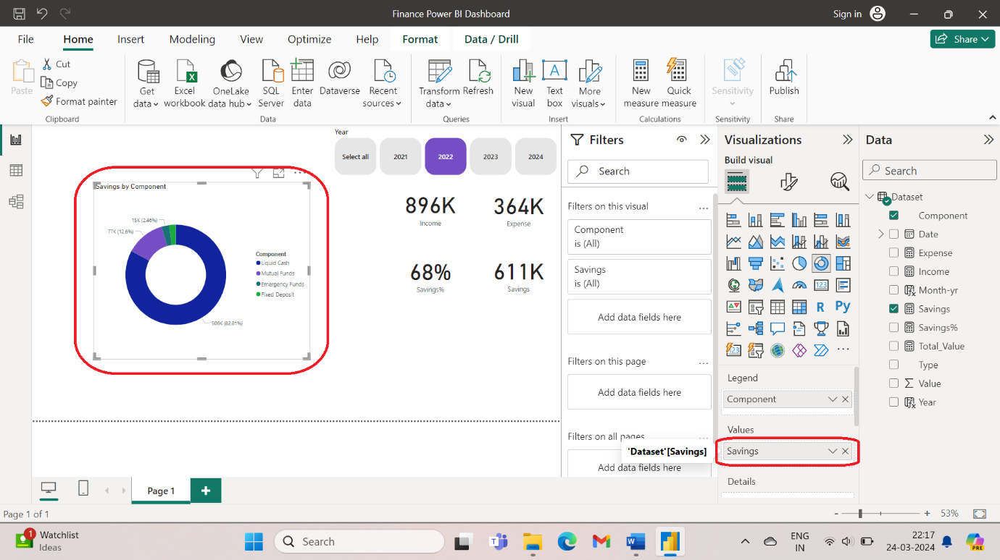 Finance Power BI Dashboard
Sign in
File
Home
Insert
Modeling
View
Optimize
Help
Format
Data / Drill
Share
Paste
Cut
Copy
Format painter
Clipboard
Get
data
Excel
workbook
OneLake
data hub
SQL
Server
Enter
data
Dataverse
Recent
sources
Data
Transform
data
Refresh
Queries
New
visual
Text
box
More
visuals
Insert
New
measure
Quick
measure
Calculations
Sensitivity
Sensitivity
Publish
Share
Year
Select all
2021
2022
2023
2024
Savings by Component
15K (2.46%)
77K (12.6%)
506K (82.81%)
Component
Liquid Cash
Mutual Funds
Emergency Funds
Fixed Deposit
896K
Income
364K
Expense
68%
Savings%
611K
Savings
Filters
Search
Filters on this visual
...
Component
is (All)
Savings
is (All)
Add data fields here
Filters on this page
...
Add data fields here
Filters on all pages
...
Add data fields here
'Dataset'[Savings]
Visualizations
Build visual
123
R
Py
123
...
Legend
Component
Values
Savings
Details
Data
Search
Dataset
Component
Date
Expense
Income
Month-yr
Savings
Savings%
Total_Value
Type
Value
Year
Page 1
Page 1 of 1
- + 53%
1
Watchlist
Ideas
Search
ENG
IN
22:17
24-03-2024
PRE